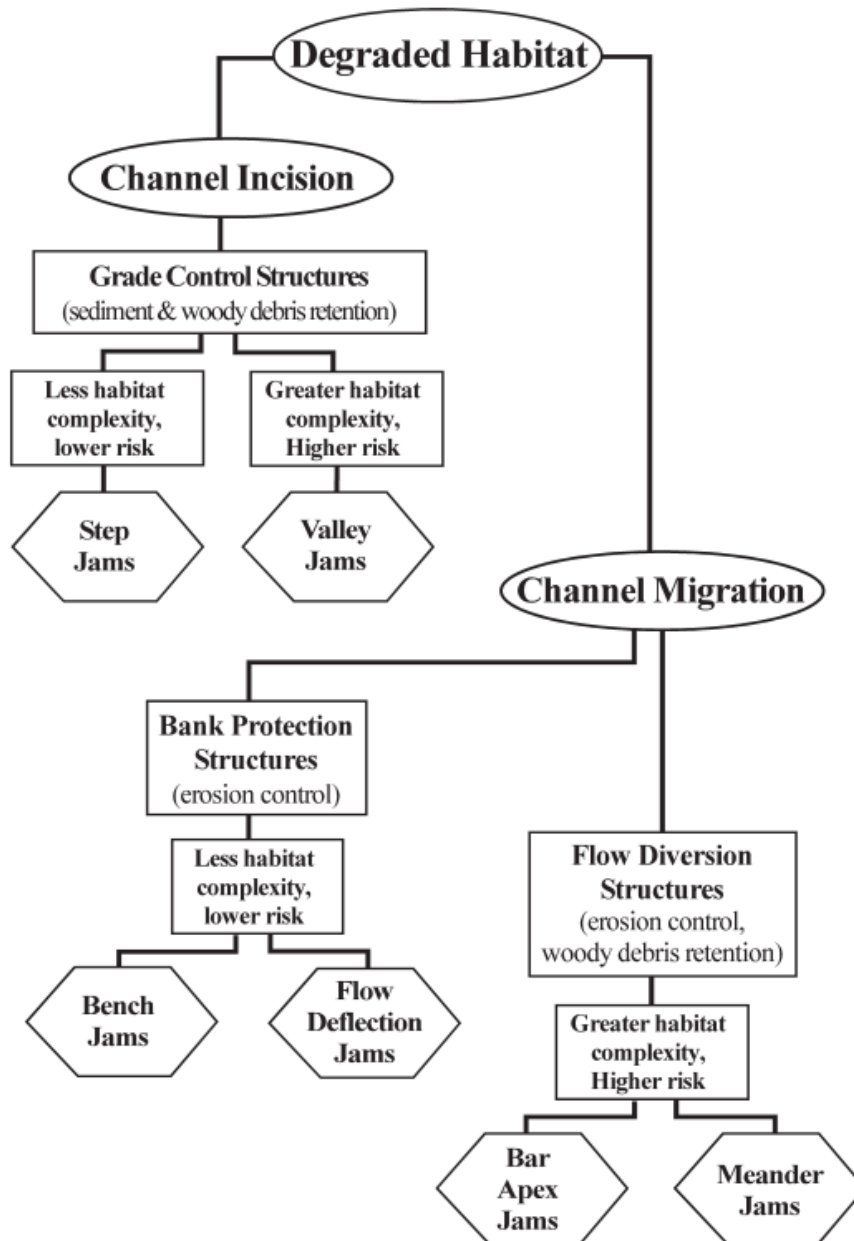 Degraded Habitat
Channel Incision
Grade Control Structures
(sediment & woody debris retention)
Less habitat
complexity,
lower risk
Greater habitat
complexity,
Higher risk
Step
Jams
Valley
Jams
Channel Migration
Bank Protection
Structures
(erosion control)
Less habitat
complexity,
lower risk
Bench
Jams
Flow
Deflection
Jams
Flow Diversion
Structures
(erosion control,
woody debris retention)
Greater habitat
complexity,
Higher risk
Bar
Apex
Jams
Meander
Jams